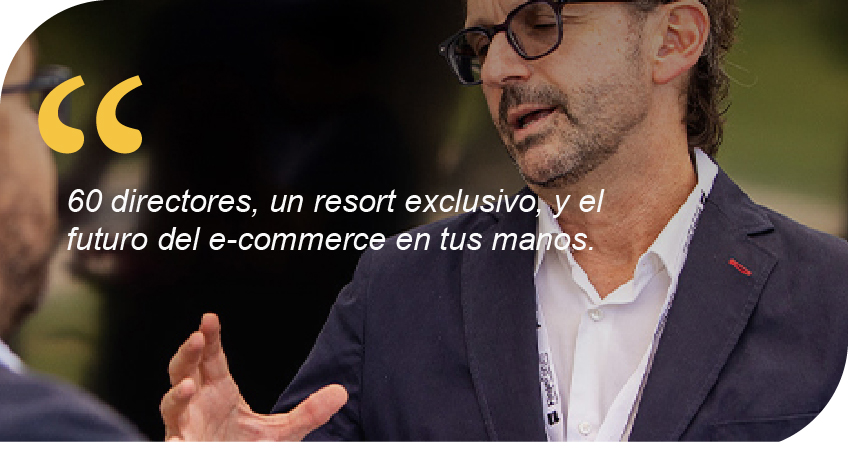 “
60 directores, un resort exclusivo, y el
futuro del e-commerce en tus manos.